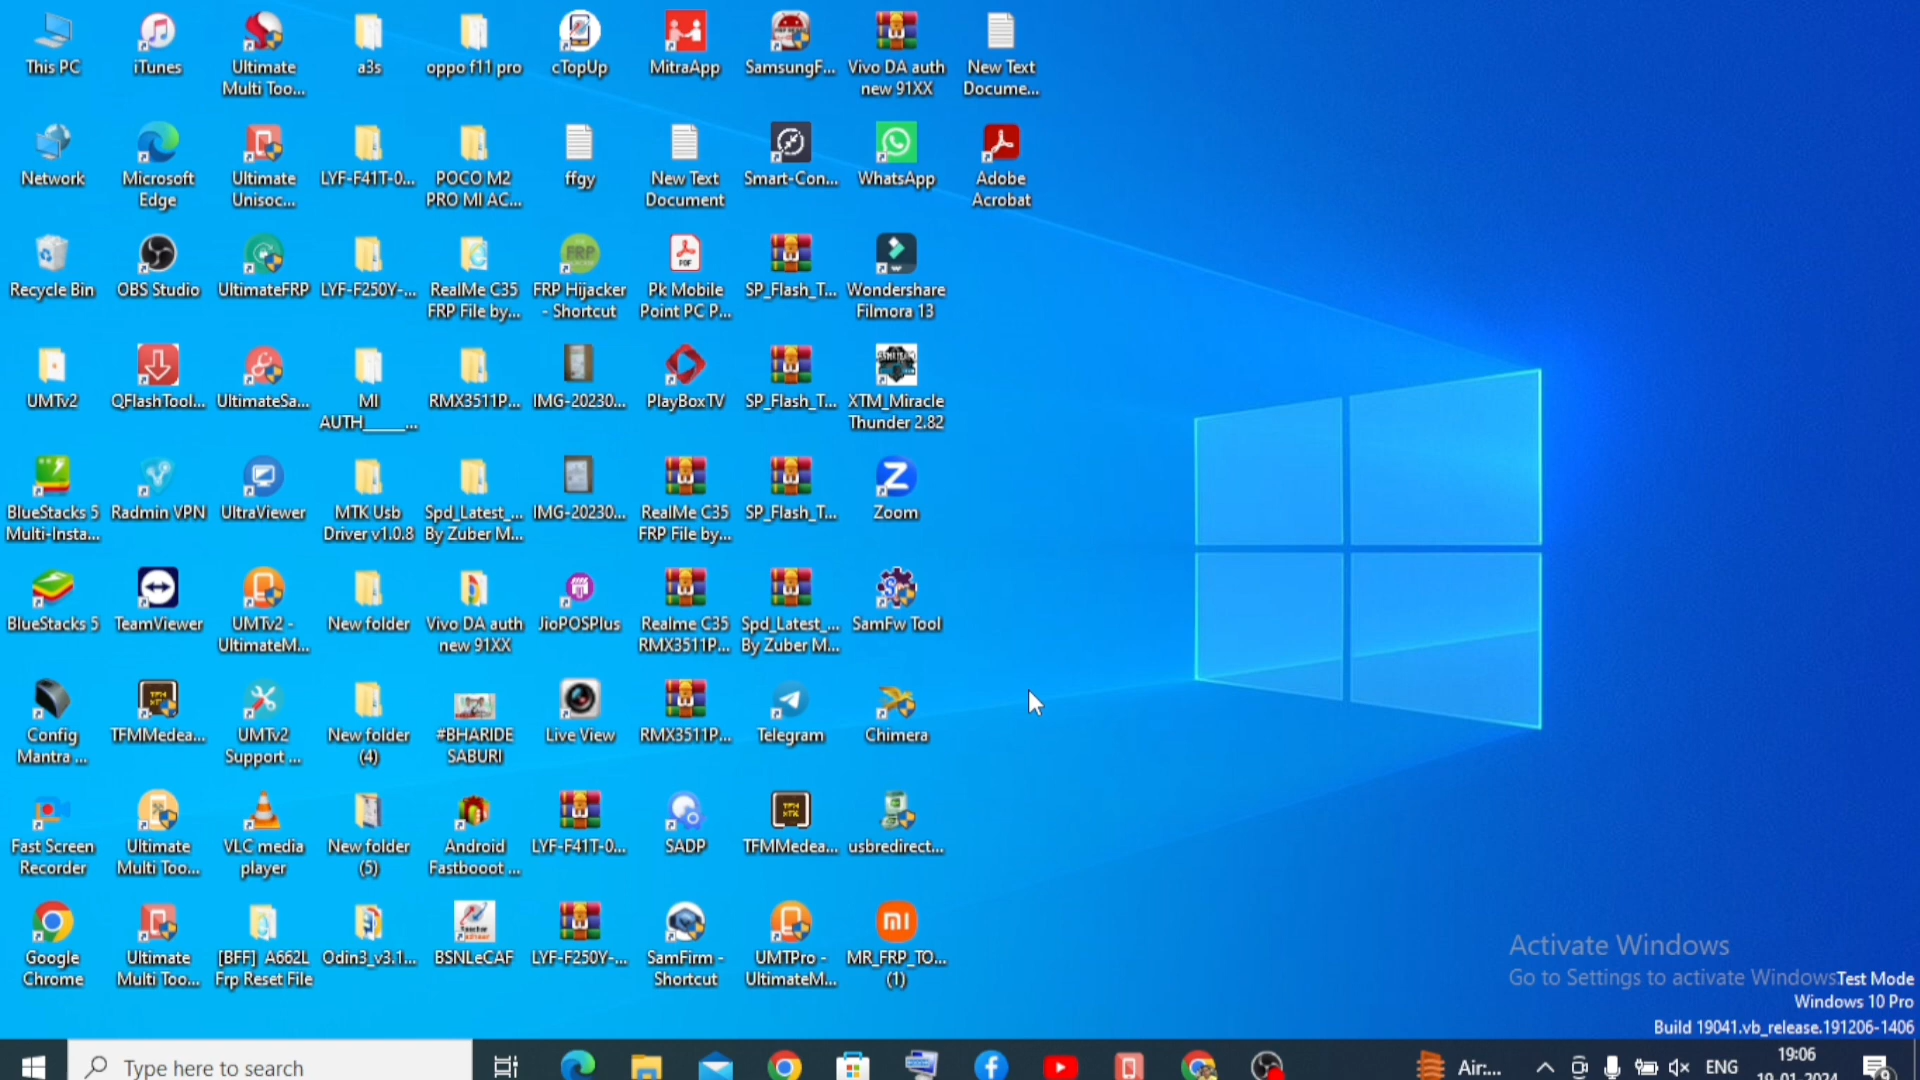 This PC
iTunes
Ultimate
Multi Too...
a3s
oppo f11 pro
cTopUp
MitraApp
SamsungF...
Vivo DA auth
new 91XX
New Text
Docume...
Network
Microsoft
Edge
Ultimate
Unisoc...
LYF-F41T-0...
POCO M2
PRO MI AC...
ffgy
New Text
Document
Smart-Con...
WhatsApp
Adobe
Acrobat
Recycle Bin
OBS Studio
UltimateFRP
LYF-F250Y-...
RealMe C35
FRP File by...
FRP Hijacker
- Shortcut
Pk Mobile
Point PC P...
SP_Flash_T...
Wondershare
Filmora 13
UMTv2
QFlashTool...
UltimateSa...
MI
AUTH_____...
RMX3511P...
IMG-20230...
PlayBoxTV
SP_Flash_T...
XTM_Miracle
Thunder 2.82
BlueStacks 5
Multi-Insta...
Radmin VPN
UltraViewer
MTK Usb
Driver v1.0.8
Spd_Latest_...
By Zuber M...
IMG-20230...
RealMe C35
FRP File by...
SP_Flash_T...
Zoom
BlueStacks 5
TeamViewer
UMTv2 -
UltimateM...
New folder
Vivo DA auth
new 91XX
JioPOSPlus
Realme C35
RMX3511P...
Spd_Latest_...
By Zuber M...
SamFw Tool
Config
Mantra ...
TFMMedea...
UMTv2
Support ...
New folder
(4)
#BHARIDE
SABURI
Live View
RMX3511P...
Telegram
Chimera
Fast Screen
Recorder
Ultimate
Multi Too...
VLC media
player
New folder
(5)
Android
Fastbooot ...
LYF-F41T-0...
SADP
TFMMedea...
usbredirect...
Google
Chrome
Ultimate
Multi Too...
[BFF] A662L
Frp Reset File
Odin3_v3.1...
BSNLeCAF
LYF-F250Y-...
SamFirm -
Shortcut
UMTPro -
UltimateM...
MR_FRP_TO...
(1)
Activate Windows
Go to Settings to activate Windows.
Test Mode
Windows 10 Pro
Build 19041.vb_release.191206-1406
Type here to search
Air:...
ENG
19:06
19-01-2024
9